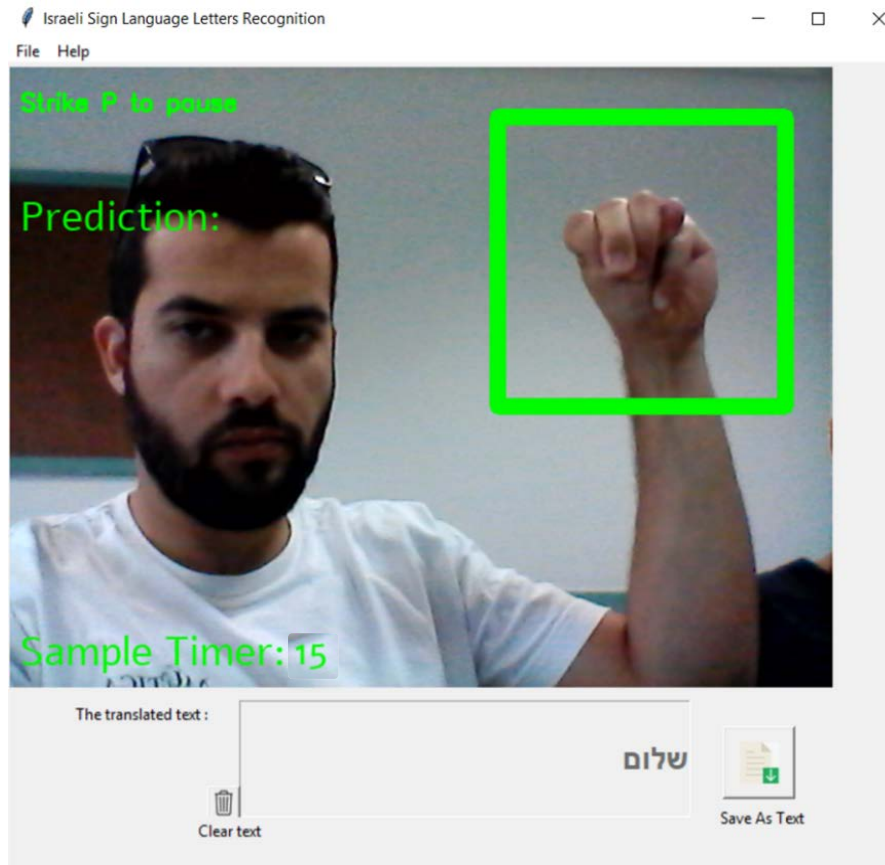 Israeli Sign Language Letters Recognition
File Help
Strike P to pause
Prediction:
Sample Timer: 15
The translated text :
שלום
Clear text
Save As Text